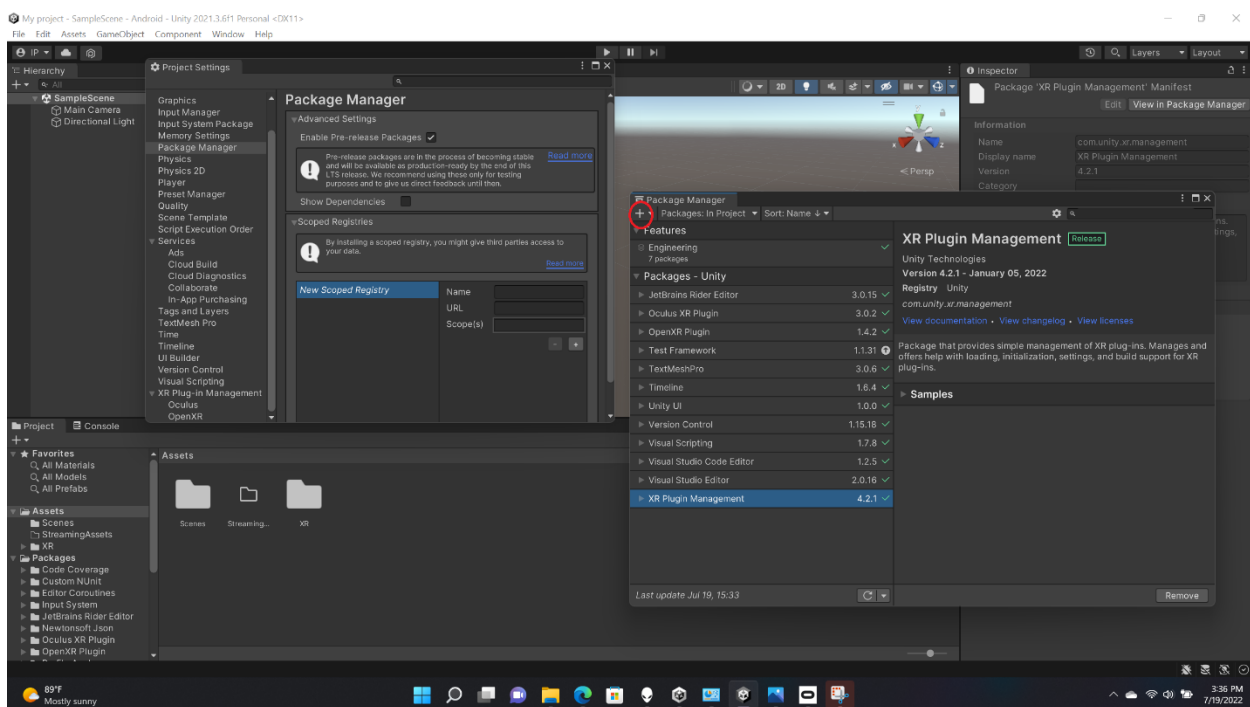 My project - SampleScene - Android - Unity 2021.3.6f1 Personal <DX11>
File Edit Assets GameObject Component Window Help
IP
Layers
Layout
Hierarchy
All
SampleScene
Main Camera
Directional Light
Project Settings
Graphics
Input Manager
Input System Package
Memory Settings
Package Manager
Physics
Physics 2D
Player
Preset Manager
Quality
Scene Template
Script Execution Order
Services
Ads
Cloud Build
Cloud Diagnostics
Collaborate
In-App Purchasing
Tags and Layers
TextMesh Pro
Time
Timeline
UI Builder
Version Control
Visual Scripting
XR Plug-in Management
Oculus
OpenXR
Package Manager
Advanced Settings
Enable Pre-release Packages
Pre-release packages are in the process of becoming stable
and will be available as production-ready by the end of this
LTS release. We recommend using these only for testing
purposes and to give us direct feedback until then.
Read more
Show Dependencies
Scoped Registries
By installing a scoped registry, you might give third parties access to
your data.
Read more
New Scoped Registry
Name
URL
Scope(s)
2D
x
z
Persp
Inspector
Package 'XR Plugin Management' Manifest
Edit
View in Package Manager
Information
Name com.unity.xr.management
Display name XR Plugin Management
Version 4.2.1
Category
Package Manager
Packages: In Project
Sort: Name ↓
Features
Engineering
7 packages
Packages - Unity
JetBrains Rider Editor 3.0.15
Oculus XR Plugin 3.0.2
OpenXR Plugin 1.4.2
Test Framework 1.1.31
TextMeshPro 3.0.6
Timeline 1.6.4
Unity UI 1.0.0
Version Control 1.15.18
Visual Scripting 1.7.8
Visual Studio Code Editor 1.2.5
Visual Studio Editor 2.0.16
XR Plugin Management 4.2.1
Last update Jul 19, 15:33
XR Plugin Management Release
Unity Technologies
Version 4.2.1 - January 05, 2022
Registry Unity
com.unity.xr.management
View documentation • View changelog • View licenses
Package that provides simple management of XR plug-ins. Manages and
offers help with loading, initialization, settings, and build support for XR
plug-ins.
Samples
Remove
Project
Console
Favorites
All Materials
All Models
All Prefabs
Assets
Scenes
StreamingAssets
XR
Packages
Code Coverage
Custom NUnit
Editor Coroutines
Input System
JetBrains Rider Editor
Newtonsoft Json
Oculus XR Plugin
OpenXR Plugin
Assets
Scenes
Streaming...
XR
89°F
Mostly sunny
3:36 PM
7/19/2022